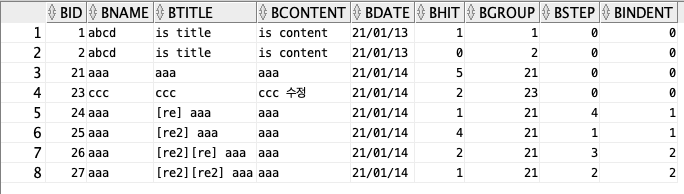 BID BNAME BTITLE BCONTENT BDATE BHIT BGROUP BSTEP BINDENT
1 1 abcd is title is content 21/01/13 1 1 0 0
2 2 abcd is title is content 21/01/13 0 2 0 0
3 21 aaa aaa aaa 21/01/14 5 21 0 0
4 23 ccc ccc ccc 수정 21/01/14 2 23 0 0
5 24 aaa [re] aaa aaa 21/01/14 1 21 4 1
6 25 aaa [re2] aaa aaa 21/01/14 4 21 1 1
7 26 aaa [re2][re] aaa aaa 21/01/14 2 21 3 2
8 27 aaa [re2][re2] aaa aaa 21/01/14 1 21 2 2